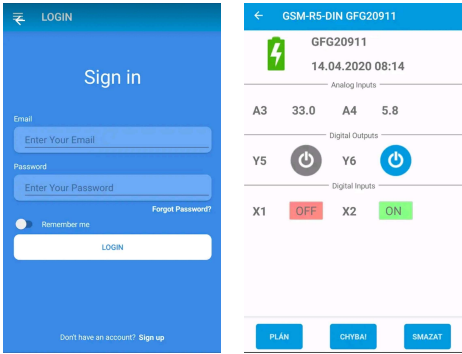 LOGIN
Sign in
Email
Enter Your Email
Password
Enter Your Password
Forgot Password?
Remember me
LOGIN
Don't have an account? Sign up
GSM-R5-DIN GFG20911
GFG20911
14.04.2020 08:14
Analog Inputs
A3 33.0 A4 5.8
Digital Outputs
Y5 Y6
Digital Inputs
X1 OFF X2 ON
PLÁN CHYBA! SMAZAT